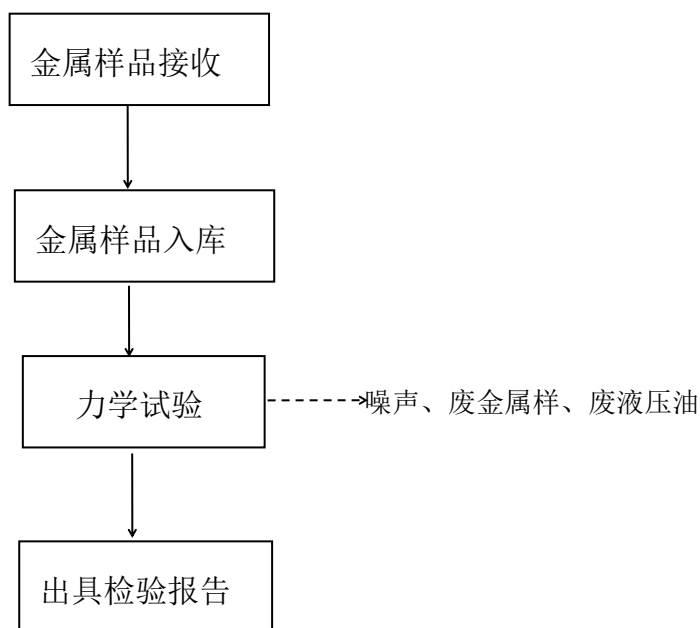 金属样品接收
金属样品入库
力学试验
噪声、废金属样、废液压油
出具检验报告